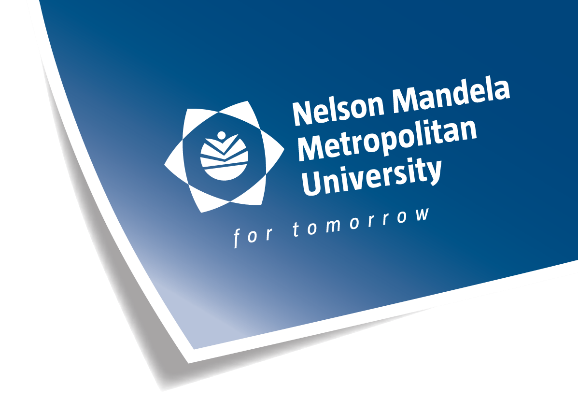 Nelson Mandela
Metropolitan
University
for tomorrow